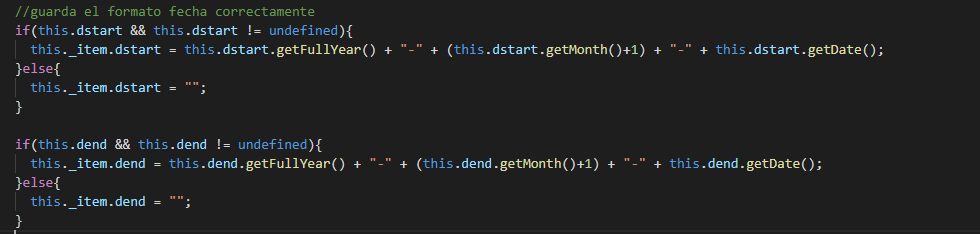 //guarda el formato fecha correctamente
if(this.dstart && this.dstart != undefined){
  this._item.dstart = this.dstart.getFullYear() + "-" + (this.dstart.getMonth()+1) + "-" + this.dstart.getDate();
}else{
  this._item.dstart = "";
}

if(this.dend && this.dend != undefined){
  this._item.dend = this.dend.getFullYear() + "-" + (this.dend.getMonth()+1) + "-" + this.dend.getDate();
}else{
  this._item.dend = "";
}